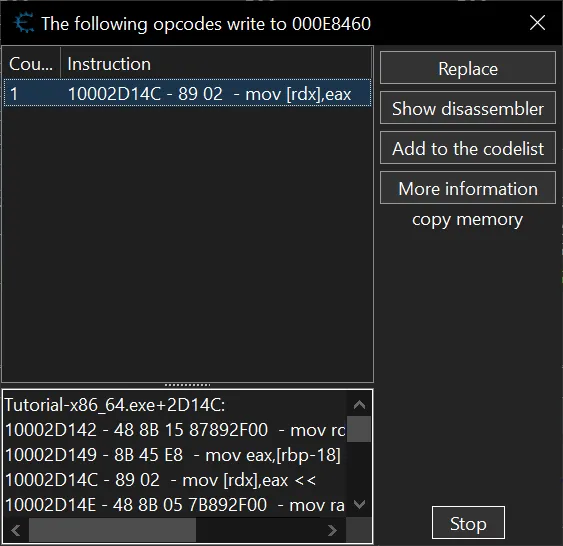 The following opcodes write to 000E8460
Cou... Instruction
1 10002D14C - 89 02 - mov [rdx],eax
Replace
Show disassembler
Add to the codelist
More information
copy memory
Tutorial-x86_64.exe+2D14C:
10002D142 - 48 8B 15 87892F00 - mov
10002D149 - 8B 45 E8 - mov eax,[rbp-18]
10002D14C - 89 02 - mov [rdx],eax <<
10002D14E - 48 8B 05 7B892F00 - mov
Stop